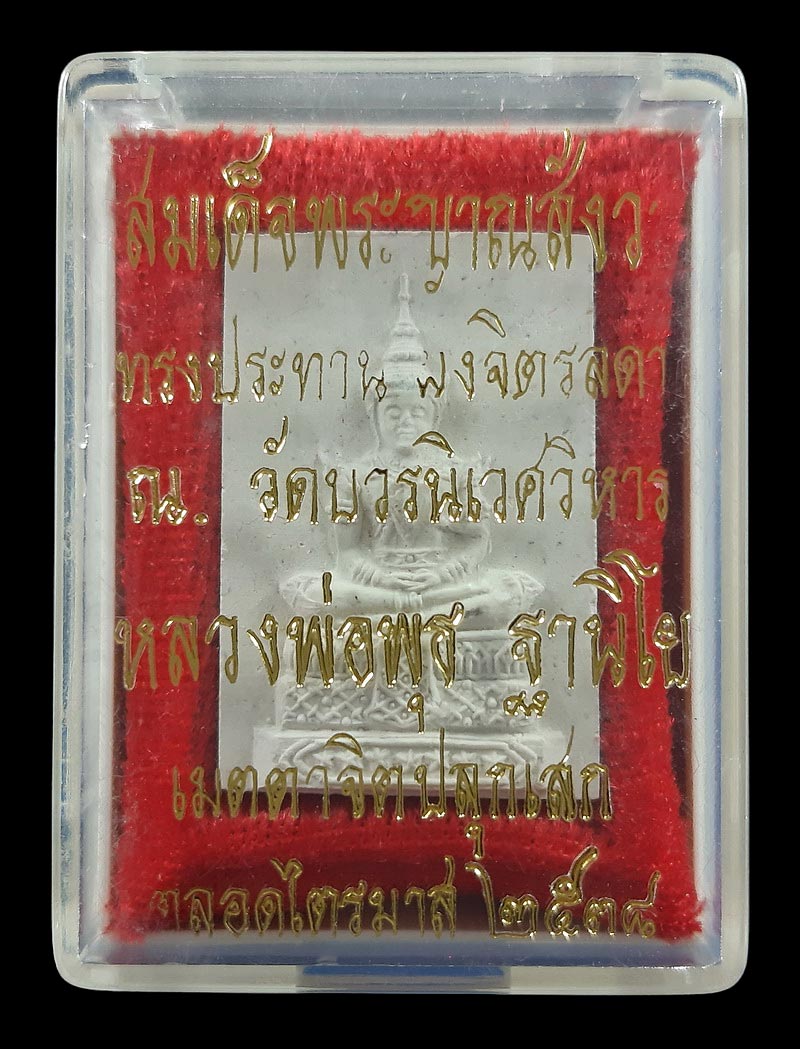 สมเด็จพระญาณสังว
ทรงประทาน ผงจิตรลดา
ณ. วัดบวรนิเวศวิหาร
หลวงพ่อพุธ ฐานิโย
เมตตาจิตปลุกเสก
ตลอดไตรมาส ๒๕๓๘